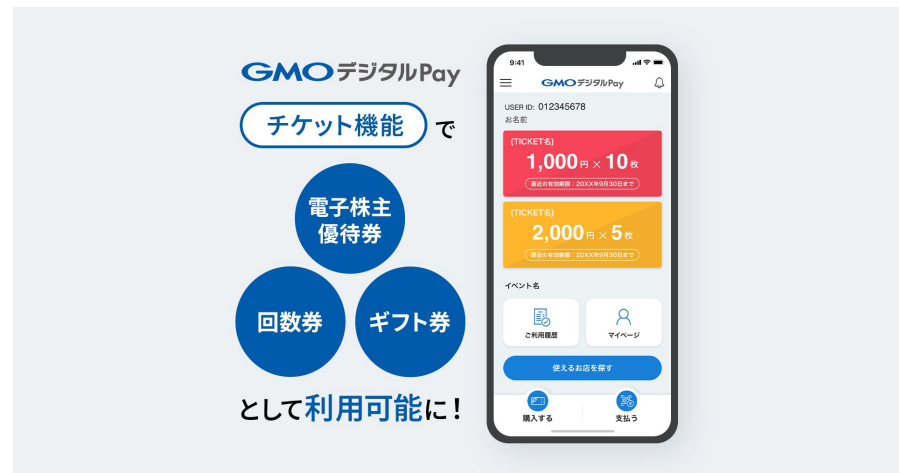 GMOデジタルPay
チケット機能で
電子株主
優待券
回数券
ギフト券
として利用可能に！
9:41
GMOデジタルPay
USER ID: 012345678
お名前
(TICKET名)
1,000円 × 10枚
直近の有効期限：20XX年9月30日まで
(TICKET名)
2,000円 × 5枚
直近の有効期限：20XX年9月30日まで
イベント名
ご利用履歴
マイページ
使えるお店を探す
購入する
支払う